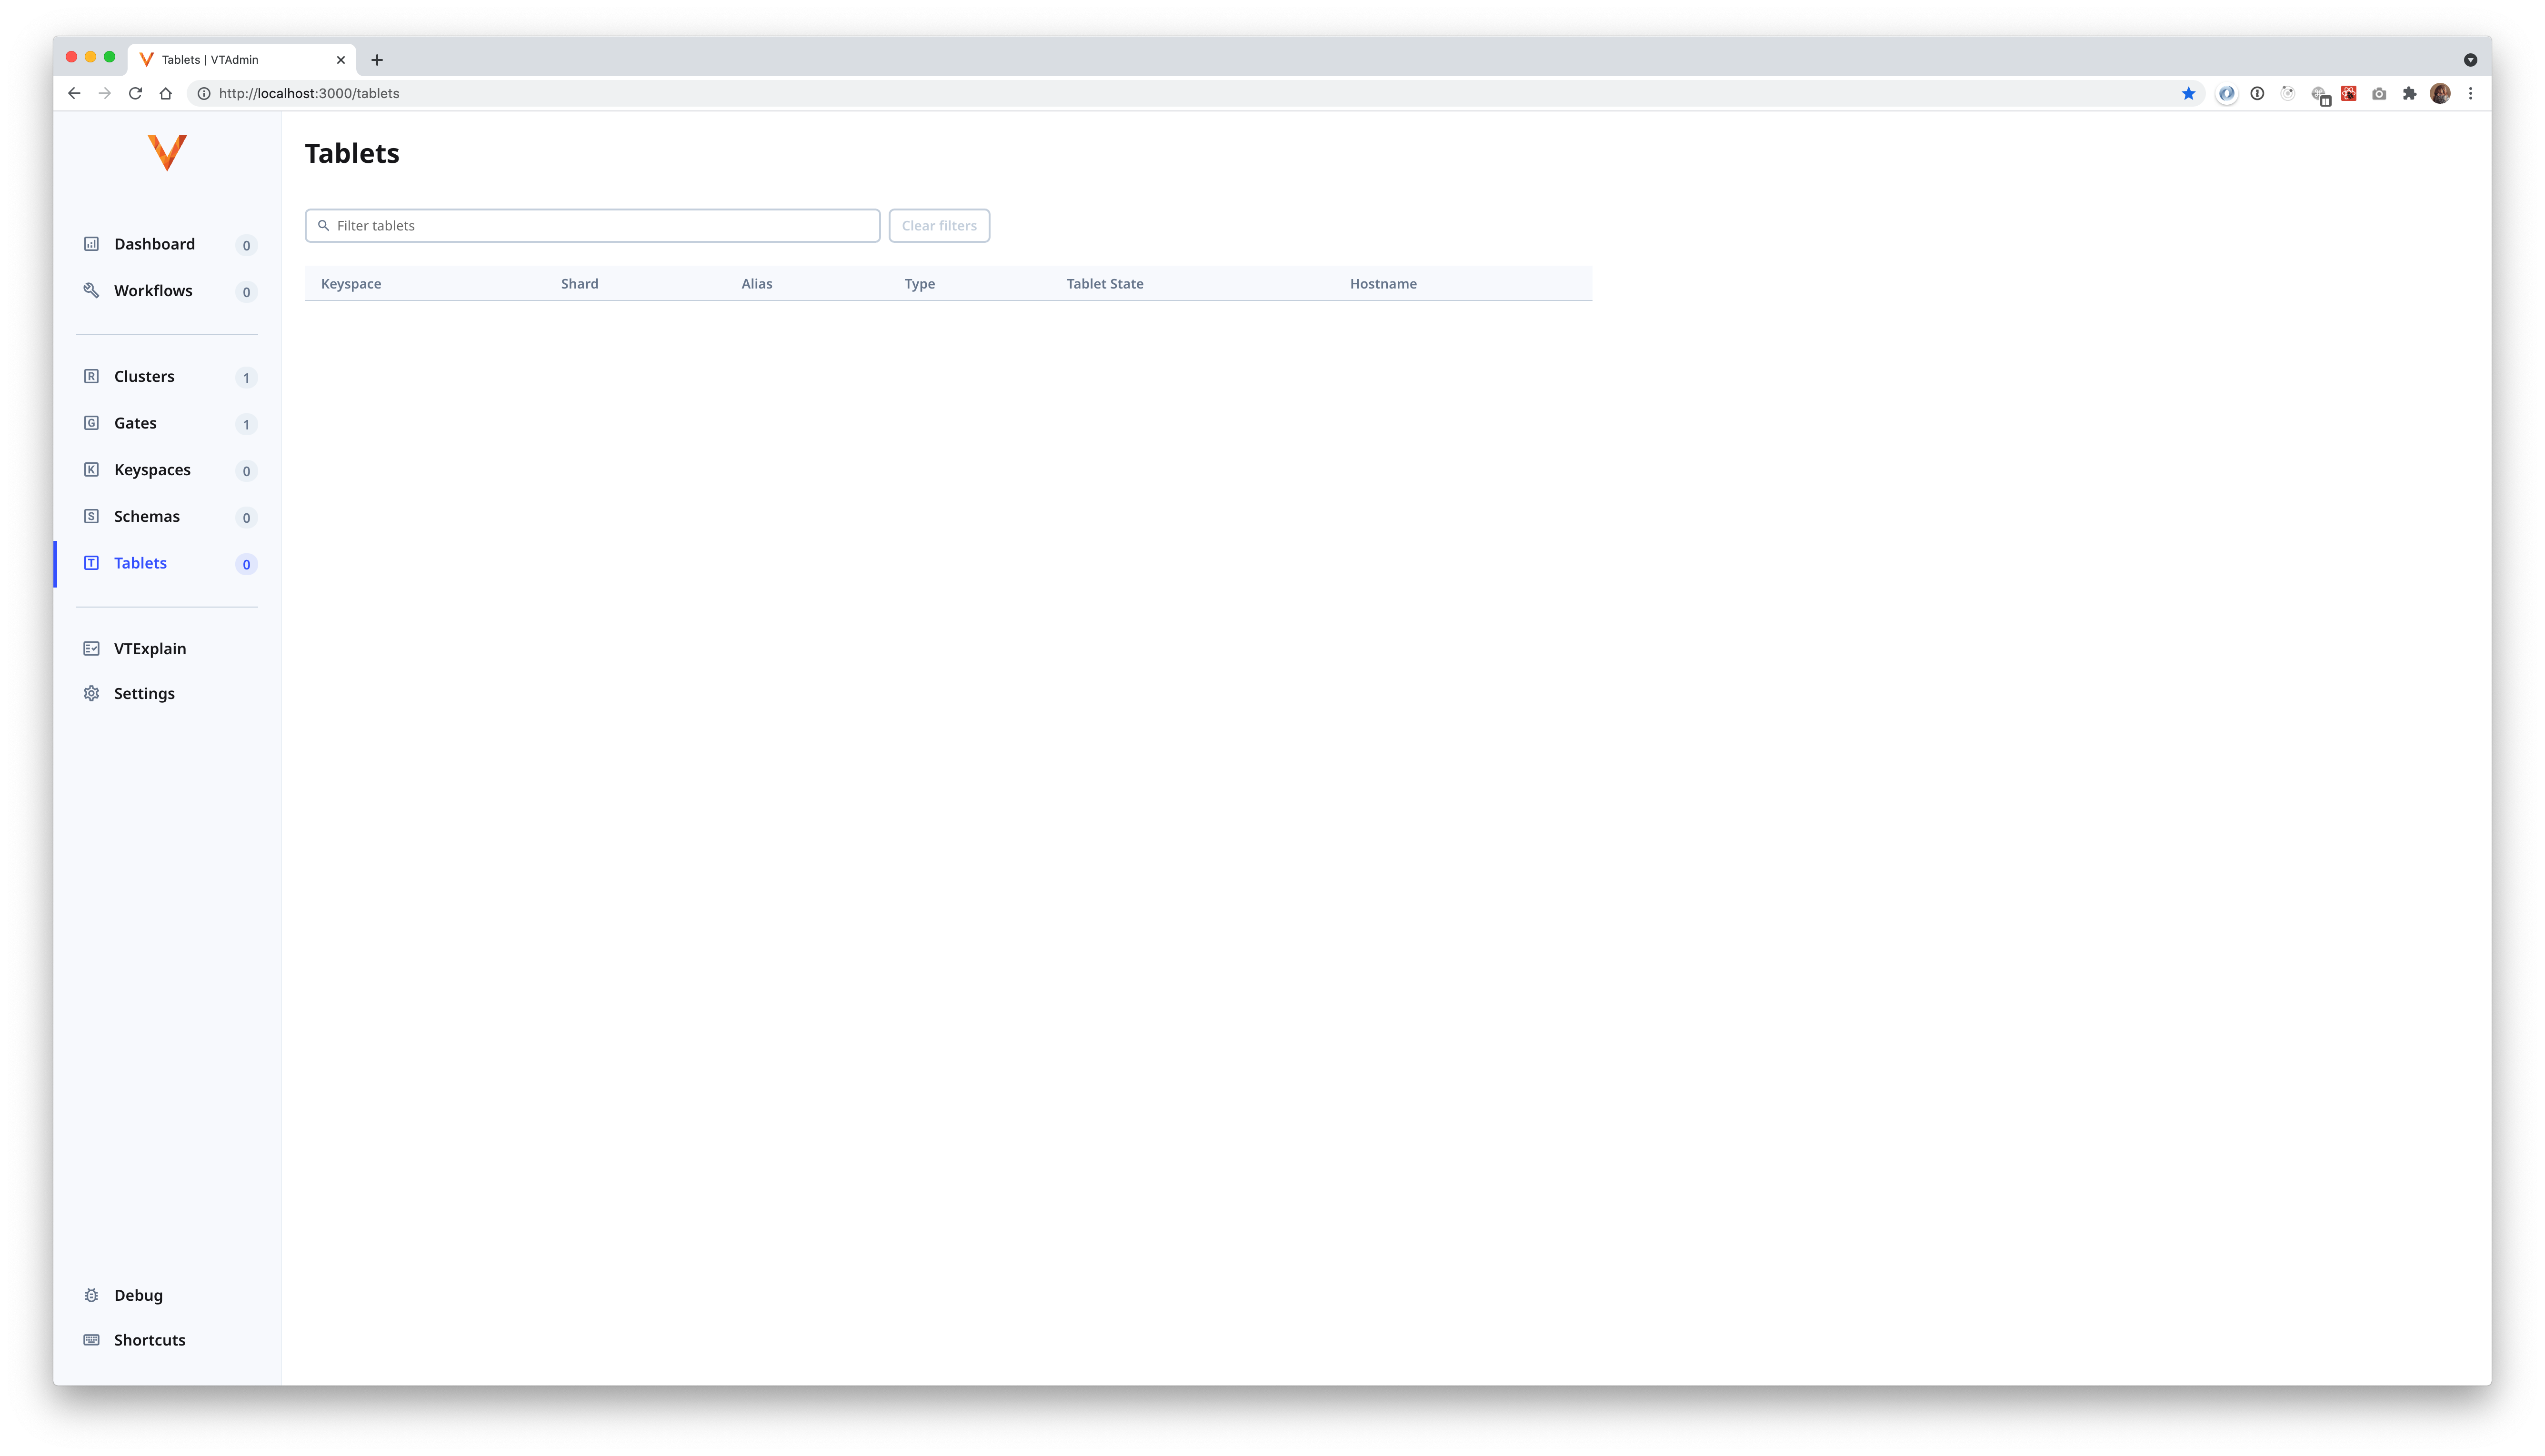 Tablets | VTAdmin
http://localhost:3000/tablets
Tablets
Filter tablets
Clear filters
Keyspace Shard Alias Type Tablet State Hostname
Dashboard 0
Workflows 0
R Clusters 1
G Gates 1
K Keyspaces 0
S Schemas 0
T Tablets 0
VTExplain
Settings
Debug
Shortcuts